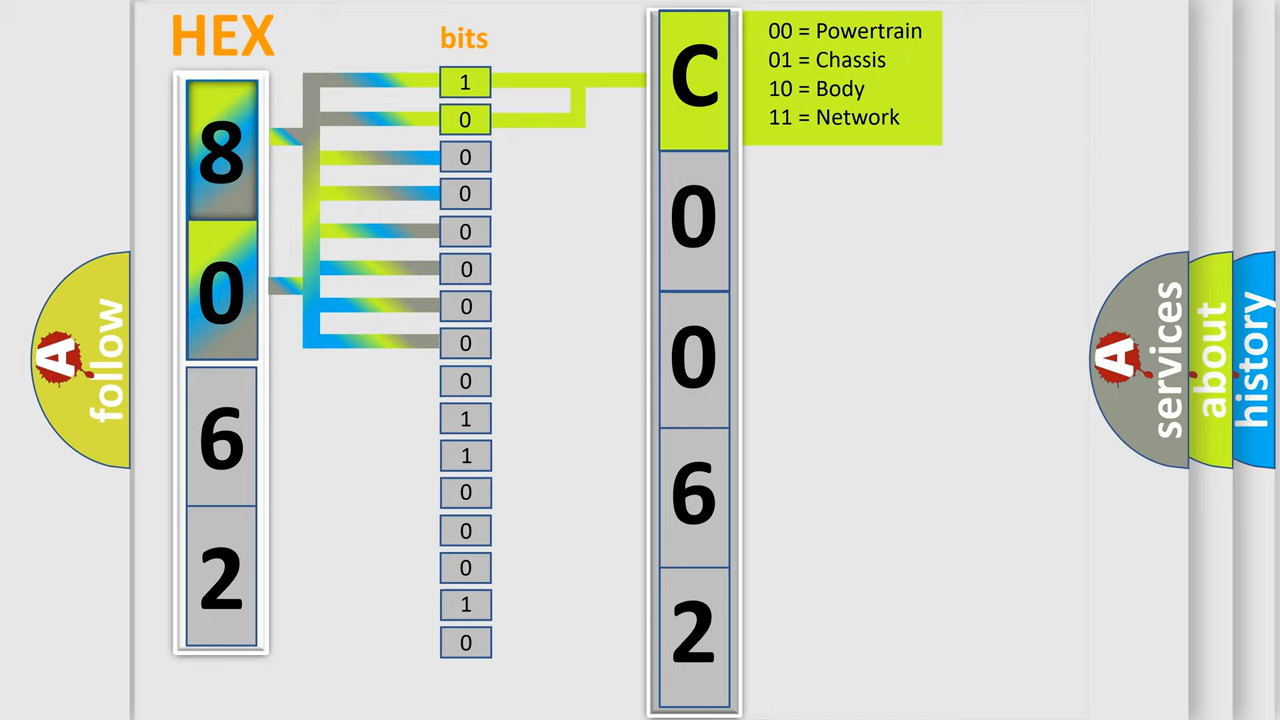 HEX
8
0
6
2
bits
1
0
0
0
0
0
0
0
0
1
1
0
0
0
1
0
C
0
0
6
2
00 = Powertrain
01 = Chassis
10 = Body
11 = Network
A
follow
A
services
about
history